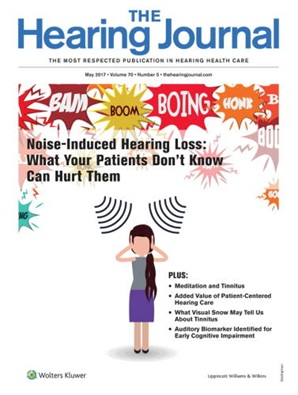 THE
Hearing Journal
THE MOST RESPECTED PUBLICATION IN HEARING HEALTH CARE
May 2017 • Volume 70 • Number 5 • thehearingjournal.com
BAM
BOOM
BOING
HONK
Noise-Induced Hearing Loss:
What Your Patients Don't Know
Can Hurt Them
PLUS:
• Meditation and Tinnitus
• Added Value of Patient-Centered
Hearing Care
• What Visual Snow May Tell Us
About Tinnitus
• Auditory Biomarker Identified for
Early Cognitive Impairment
Wolters Kluwer
Lippincott Williams & Wilkins